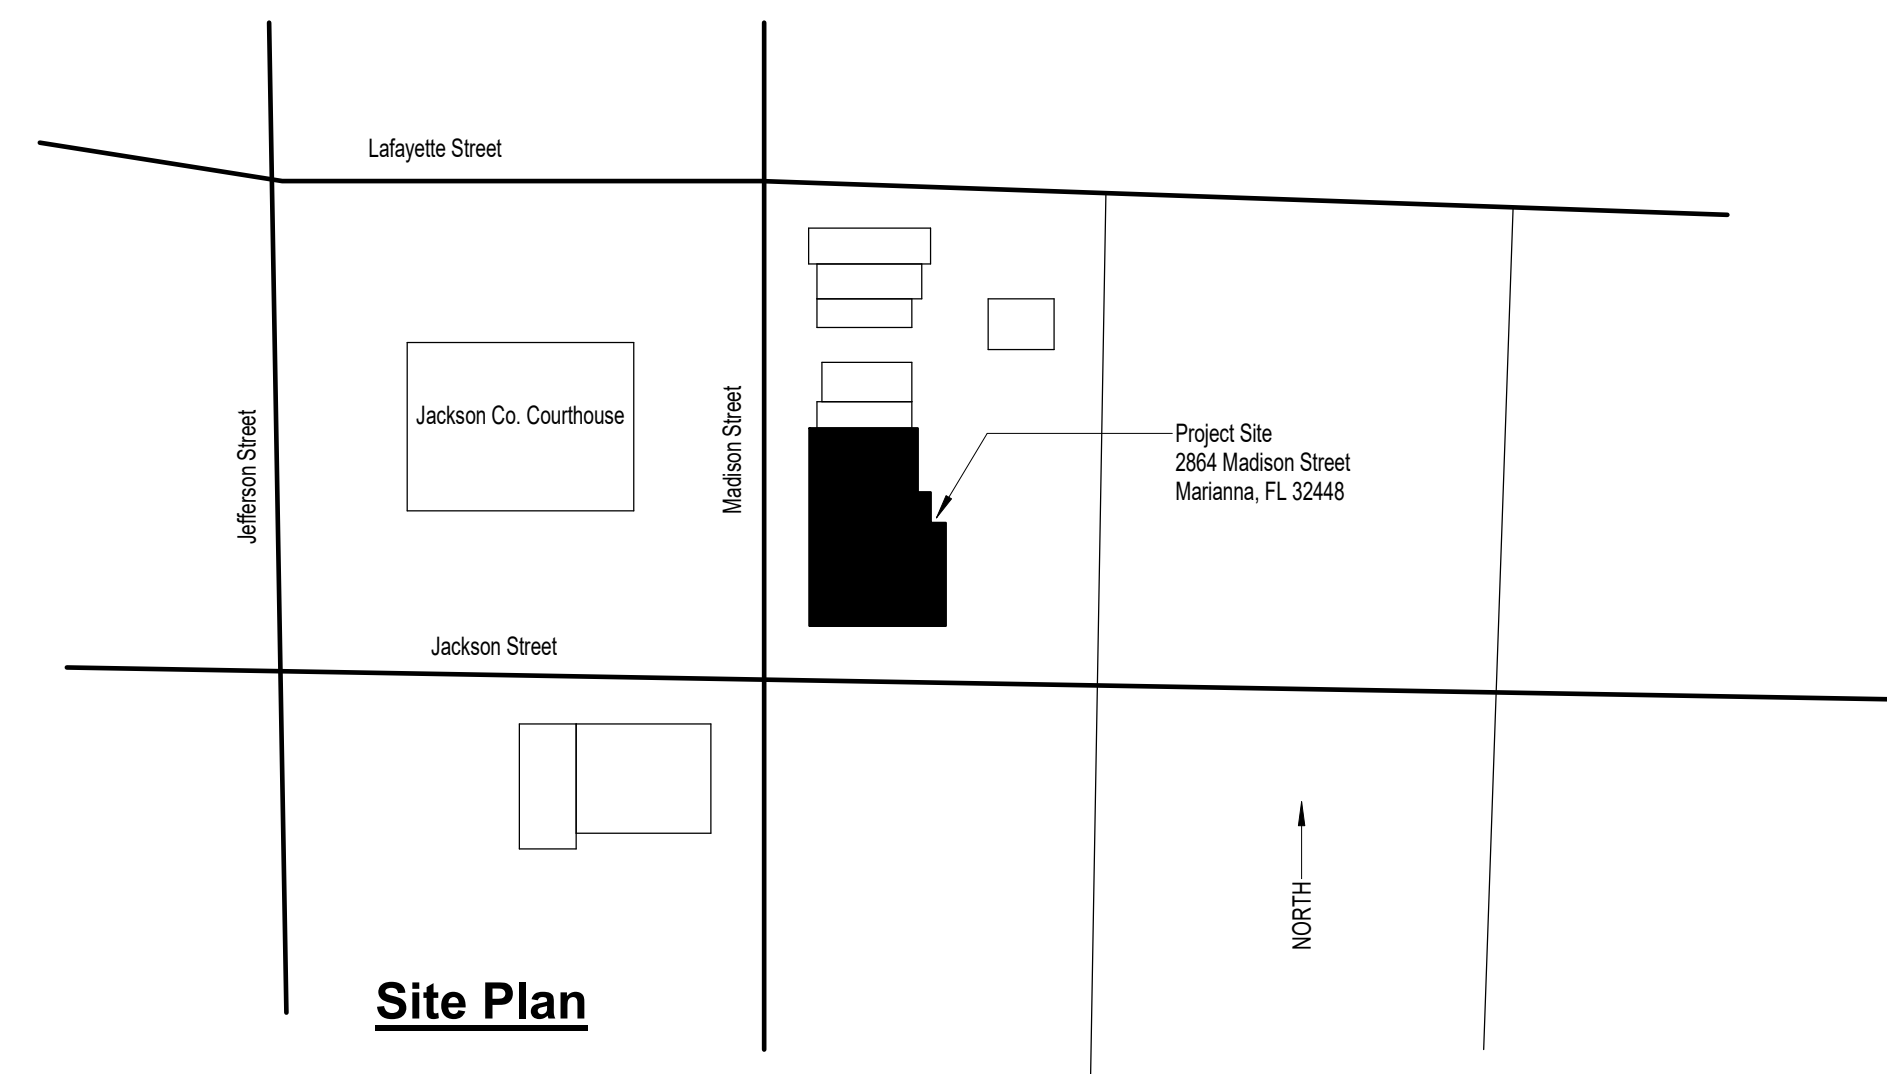 Lafayette Street
Jackson Co. Courthouse
Jefferson Street
Madison Street
Project Site
2864 Madison Street
Marianna, FL 32448
Jackson Street
NORTH
Site Plan